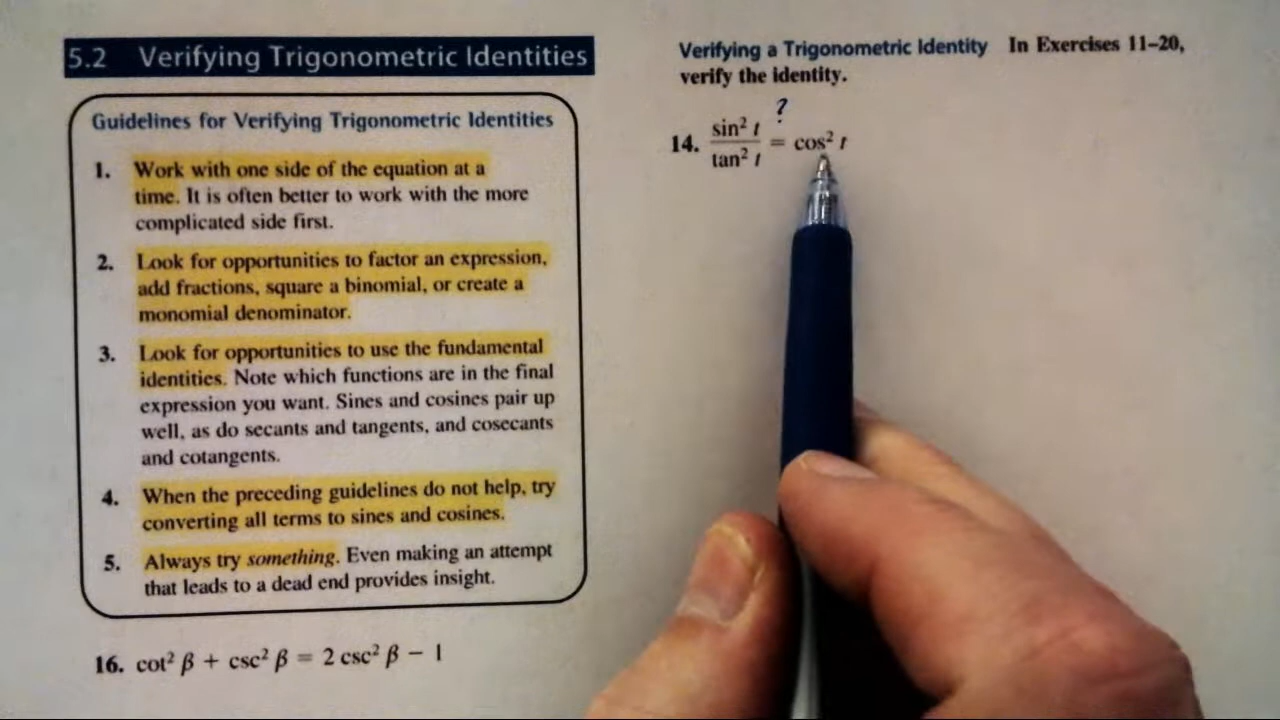 5.2 Verifying Trigonometric Identities
Guidelines for Verifying Trigonometric Identities
1. Work with one side of the equation at a
time. It is often better to work with the more
complicated side first.
2. Look for opportunities to factor an expression,
add fractions, square a binomial, or create a
monomial denominator.
3. Look for opportunities to use the fundamental
identities. Note which functions are in the final
expression you want. Sines and cosines pair up
well, as do secants and tangents, and cosecants
and cotangents.
4. When the preceding guidelines do not help, try
converting all terms to sines and cosines.
5. Always try something. Even making an attempt
that leads to a dead end provides insight.
16. cot² β + csc² β = 2 csc² β − 1
Verifying a Trigonometric Identity In Exercises 11–20,
verify the identity.
?
14. sin² t / tan² t = cos² t